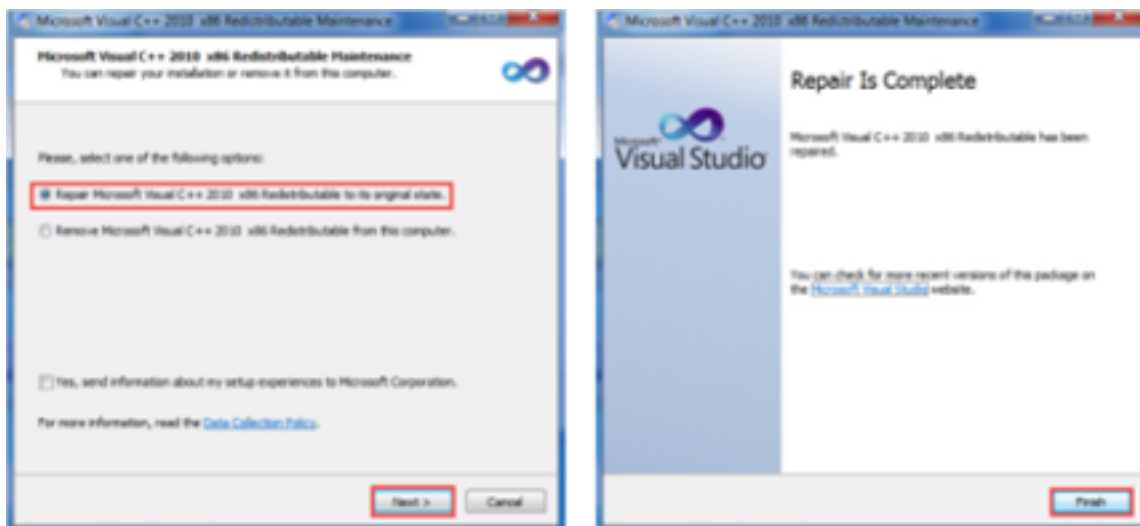 Microsoft Visual C++ 2010 x86 Redistributable Maintenance
Microsoft Visual C++ 2010 x86 Redistributable Maintenance
You can repair your installation or remove it from this computer.
Please, select one of the following options:
Repair Microsoft Visual C++ 2010 x86 Redistributable to its original state.
Remove Microsoft Visual C++ 2010 x86 Redistributable from this computer.
Yes, send information about my setup experiences to Microsoft Corporation.
For more information, read the Data Collection Policy.
Next >
Cancel
Microsoft Visual C++ 2010 x86 Redistributable Maintenance
Microsoft
Visual Studio
Repair Is Complete
Microsoft Visual C++ 2010 x86 Redistributable has been
repaired.
You can check for more recent versions of this package on
the Microsoft Visual Studio website.
Finish